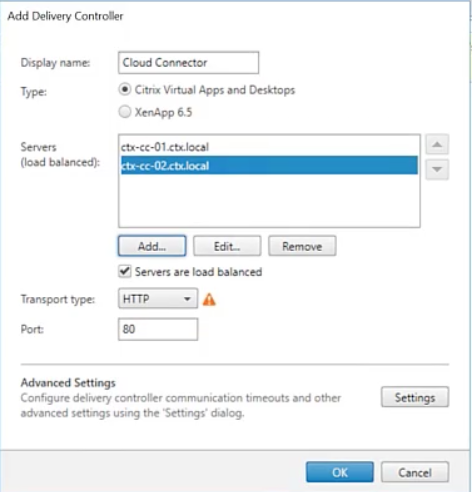 Add Delivery Controller
Display name: Cloud Connector
Type: Citrix Virtual Apps and Desktops
XenApp 6.5
Servers
(load balanced):
ctx-cc-01.ctx.local
ctx-cc-02.ctx.local
Add... Edit... Remove
Servers are load balanced
Transport type: HTTP
Port: 80
Advanced Settings
Configure delivery controller communication timeouts and other
advanced settings using the 'Settings' dialog.
Settings
OK Cancel